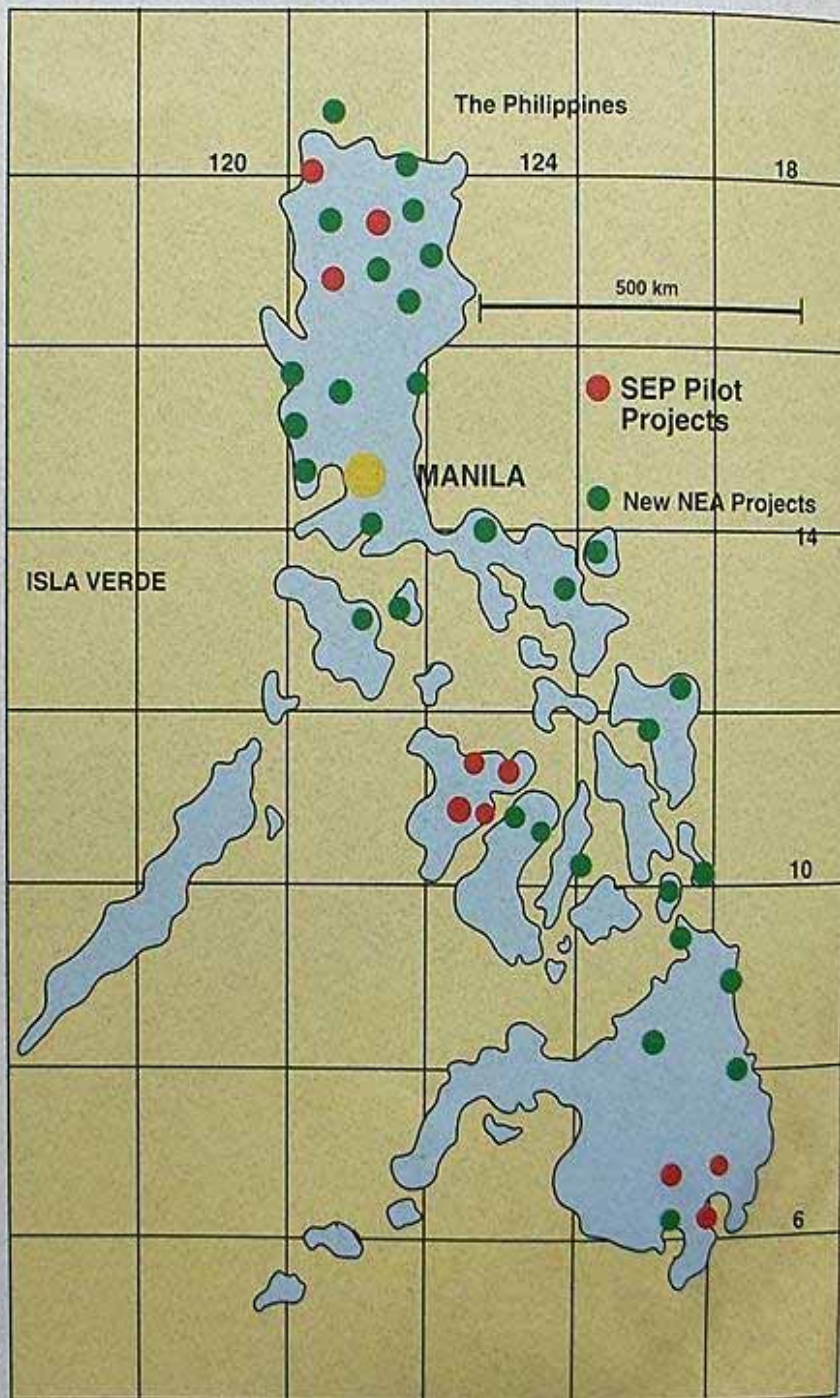 The Philippines
120
124
18
500 km
SEP Pilot
Projects
MANILA
New NEA Projects
14
ISLA VERDE
10
6